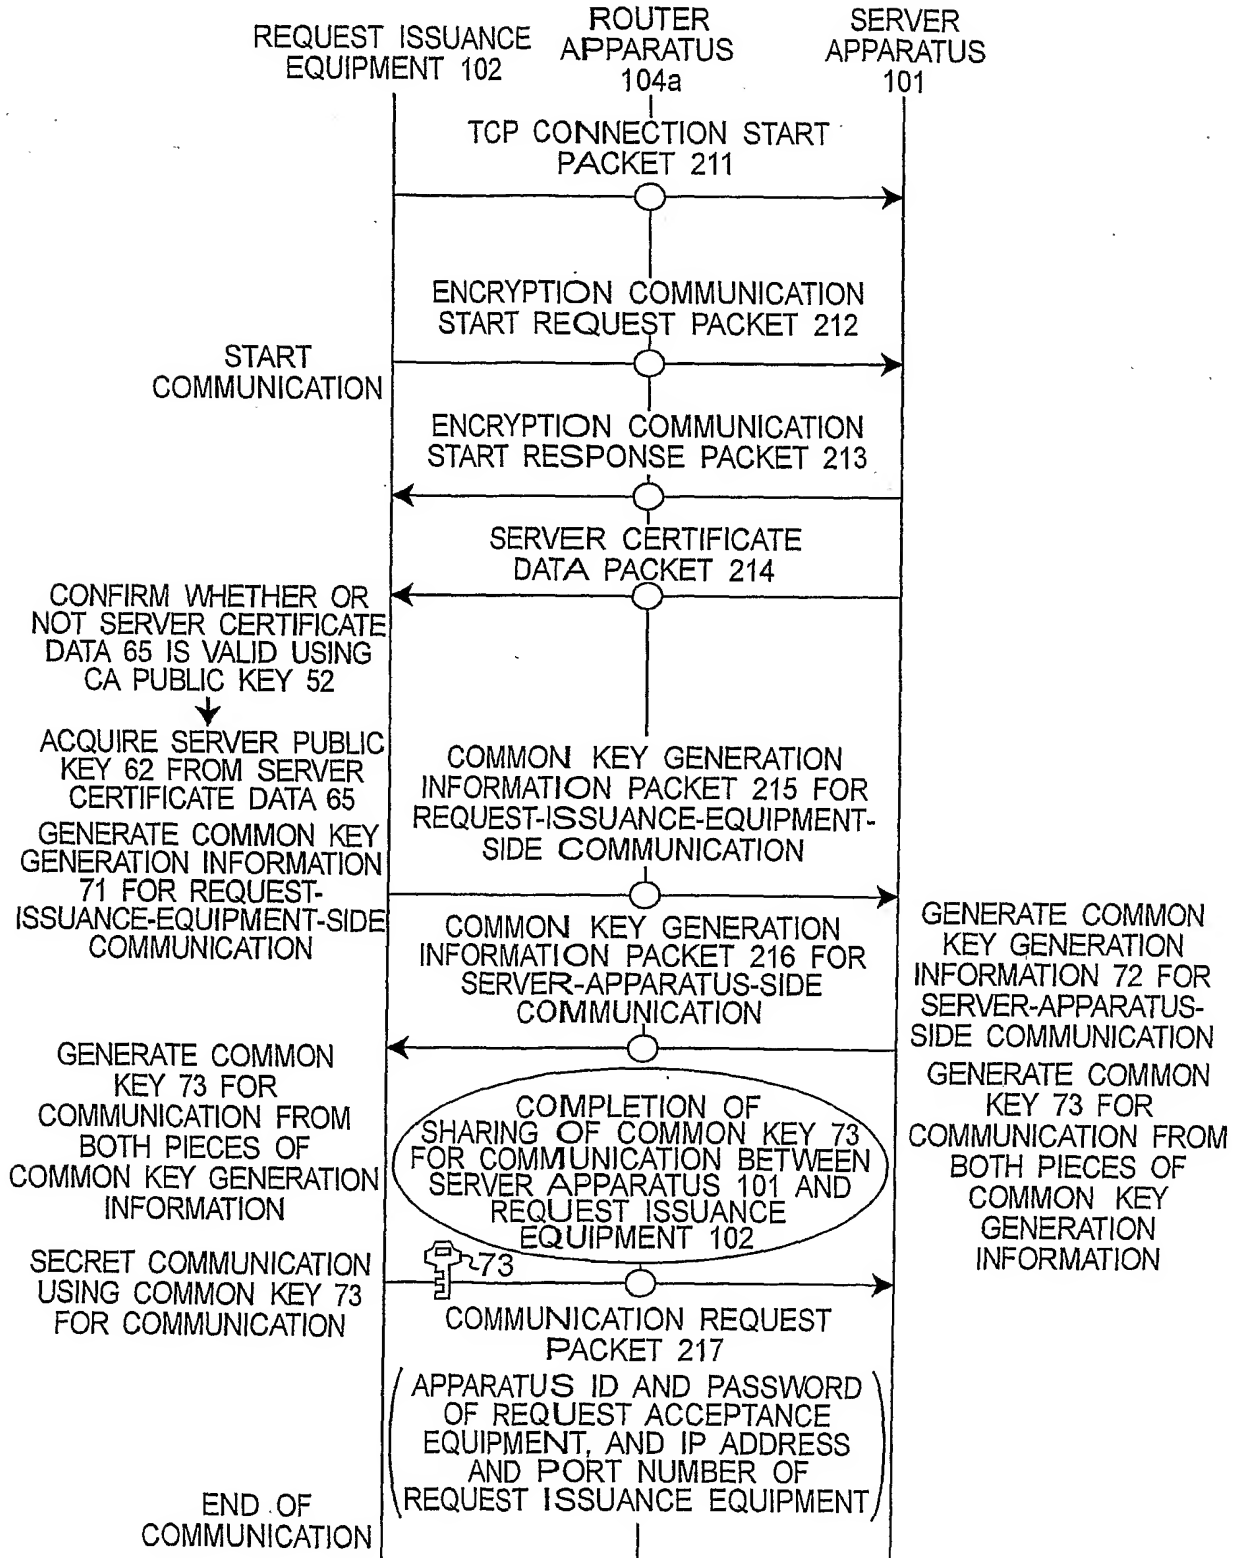 REQUEST ISSUANCE
EQUIPMENT 102
ROUTER
APPARATUS
104a
SERVER
APPARATUS
101
TCP CONNECTION START
PACKET 211
ENCRYPTION COMMUNICATION
START REQUEST PACKET 212
START
COMMUNICATION
ENCRYPTION COMMUNICATION
START RESPONSE PACKET 213
SERVER CERTIFICATE
DATA PACKET 214
CONFIRM WHETHER OR
NOT SERVER CERTIFICATE
DATA 65 IS VALID USING
CA PUBLIC KEY 52
ACQUIRE SERVER PUBLIC
KEY 62 FROM SERVER
CERTIFICATE DATA 65
GENERATE COMMON KEY
GENERATION INFORMATION
71 FOR REQUEST-
ISSUANCE-EQUIPMENT-SIDE
COMMUNICATION
COMMON KEY GENERATION
INFORMATION PACKET 215 FOR
REQUEST-ISSUANCE-EQUIPMENT-
SIDE COMMUNICATION
COMMON KEY GENERATION
INFORMATION PACKET 216 FOR
SERVER-APPARATUS-SIDE
COMMUNICATION
GENERATE COMMON
KEY GENERATION
INFORMATION 72 FOR
SERVER-APPARATUS-
SIDE COMMUNICATION
GENERATE COMMON
KEY 73 FOR
COMMUNICATION FROM
BOTH PIECES OF
COMMON KEY GENERATION
INFORMATION
COMPLETION OF
SHARING OF COMMON KEY 73
FOR COMMUNICATION BETWEEN
SERVER APPARATUS 101 AND
REQUEST ISSUANCE
EQUIPMENT 102
GENERATE COMMON
KEY 73 FOR
COMMUNICATION FROM
BOTH PIECES OF
COMMON KEY
GENERATION
INFORMATION
SECRET COMMUNICATION
USING COMMON KEY 73
FOR COMMUNICATION
73
COMMUNICATION REQUEST
PACKET 217
(APPARATUS ID AND PASSWORD
OF REQUEST ACCEPTANCE
EQUIPMENT, AND IP ADDRESS
AND PORT NUMBER OF
REQUEST ISSUANCE EQUIPMENT)
END OF
COMMUNICATION